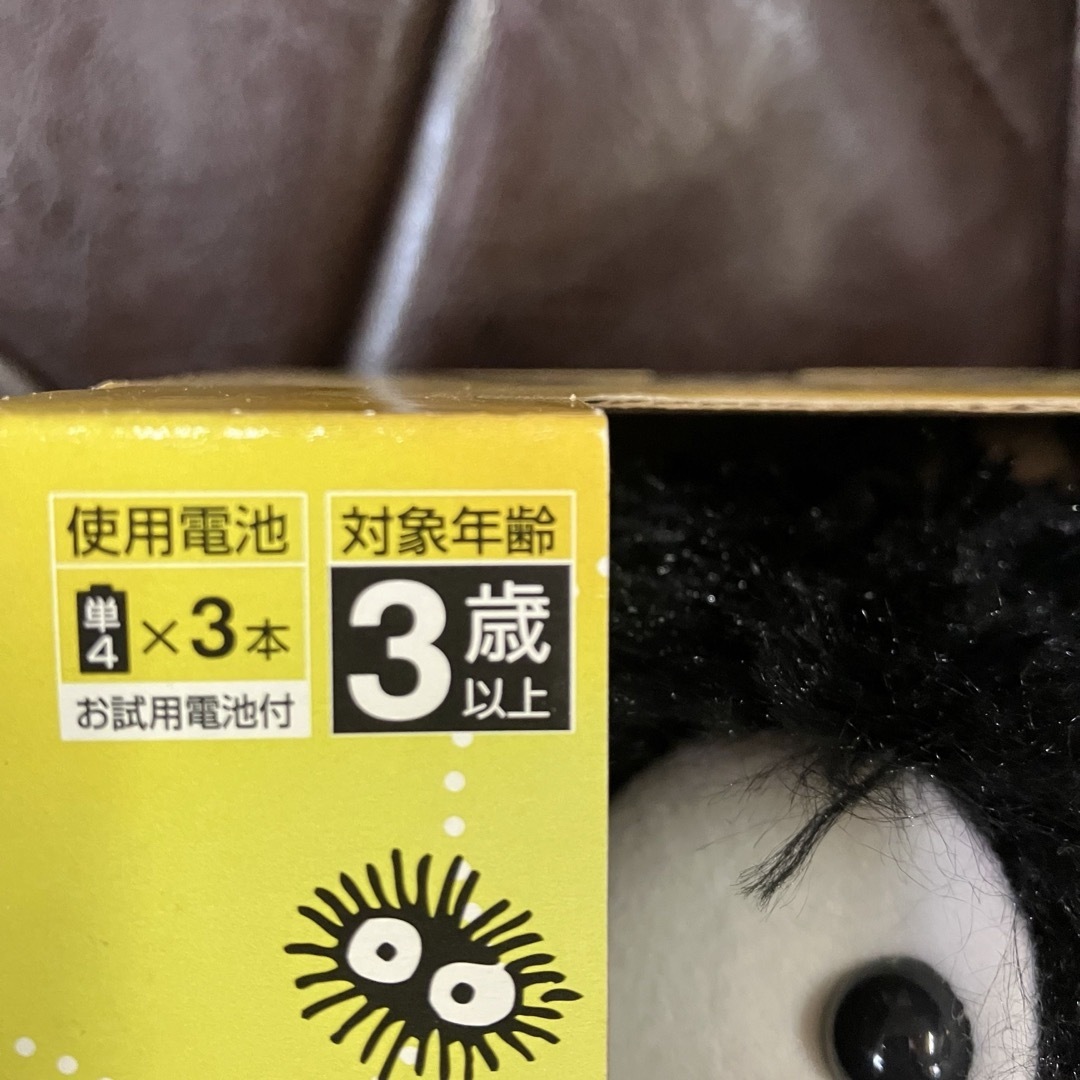 使用電池
単4×3本
お試用電池付
対象年齢
3歳以上